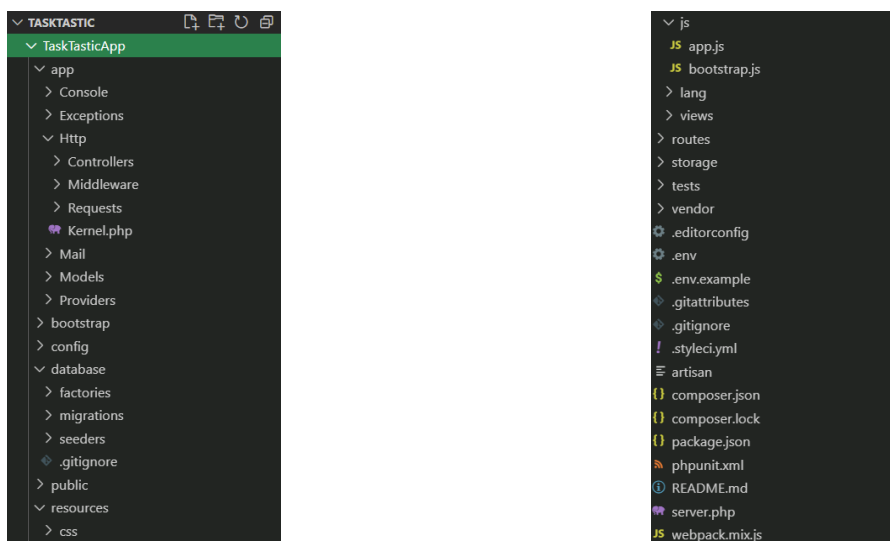 TASKTASTIC
TaskTasticApp
app
Console
Exceptions
Http
Controllers
Middleware
Requests
Kernel.php
Mail
Models
Providers
bootstrap
config
database
factories
migrations
seeders
.gitignore
public
resources
css
js
JS app.js
JS bootstrap.js
lang
views
routes
storage
tests
vendor
.editorconfig
.env
$ .env.example
.gitattributes
.gitignore
! .styleci.yml
artisan
{} composer.json
{} composer.lock
{} package.json
phpunit.xml
README.md
server.php
JS webpack.mix.js